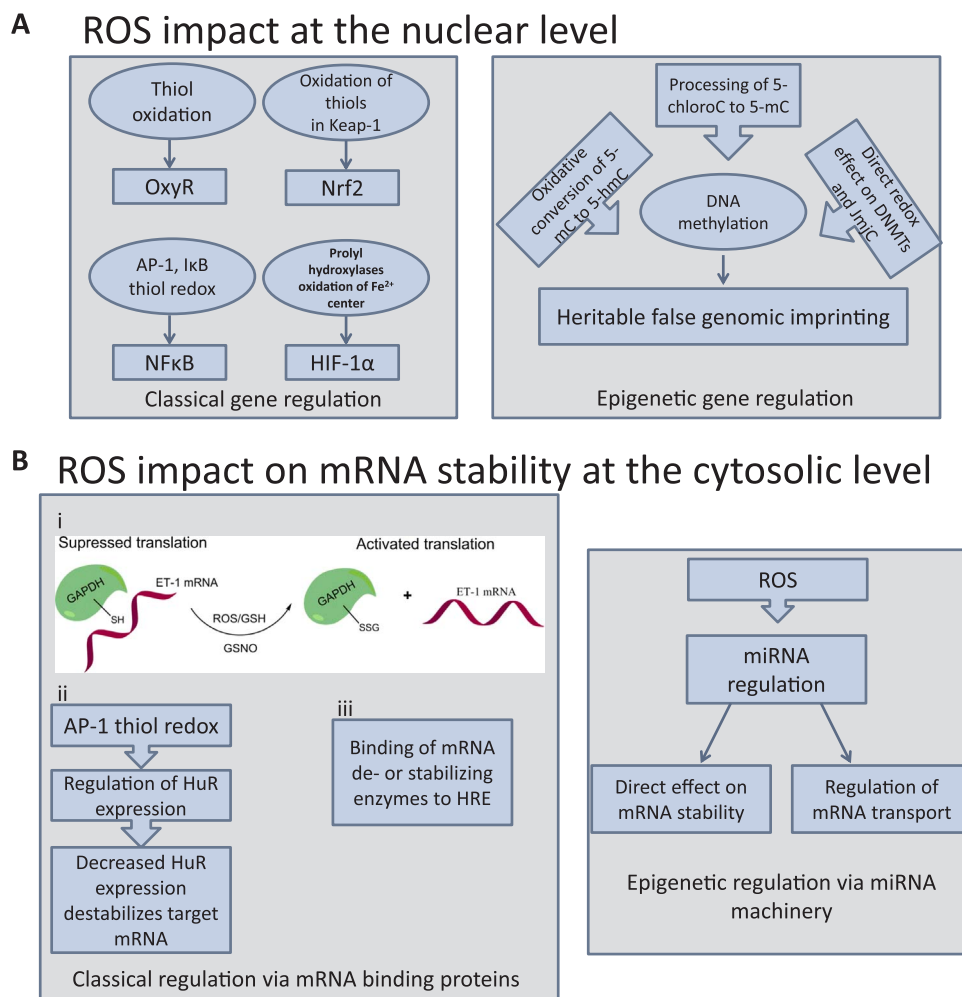 A
ROS impact at the nuclear level
Thiol
oxidation
OxyR
Oxidation of
thiols
in Keap-1
Nrf2
AP-1, IκB
thiol redox
NFκB
Prolyl
hydroxylases
oxidation of Fe²⁺
center
HIF-1α
Classical gene regulation
Processing of 5-
chloroC to 5-mC
Oxidative
conversion of 5-
mC to 5-hmC
DNA
methylation
Direct redox
effect on DNMTs
and JmjC
Heritable false genomic imprinting
Epigenetic gene regulation
B
ROS impact on mRNA stability at the cytosolic level
i
Supressed translation
GAPDH
SH
ET-1 mRNA
ROS/GSH
GSNO
Activated translation
GAPDH
SSG
+
ET-1 mRNA
ii
AP-1 thiol redox
Regulation of HuR
expression
Decreased HuR
expression
destabilizes target
mRNA
iii
Binding of mRNA
de- or stabilizing
enzymes to HRE
Classical regulation via mRNA binding proteins
ROS
miRNA
regulation
Direct effect on
mRNA stability
Regulation of
mRNA transport
Epigenetic regulation via miRNA
machinery